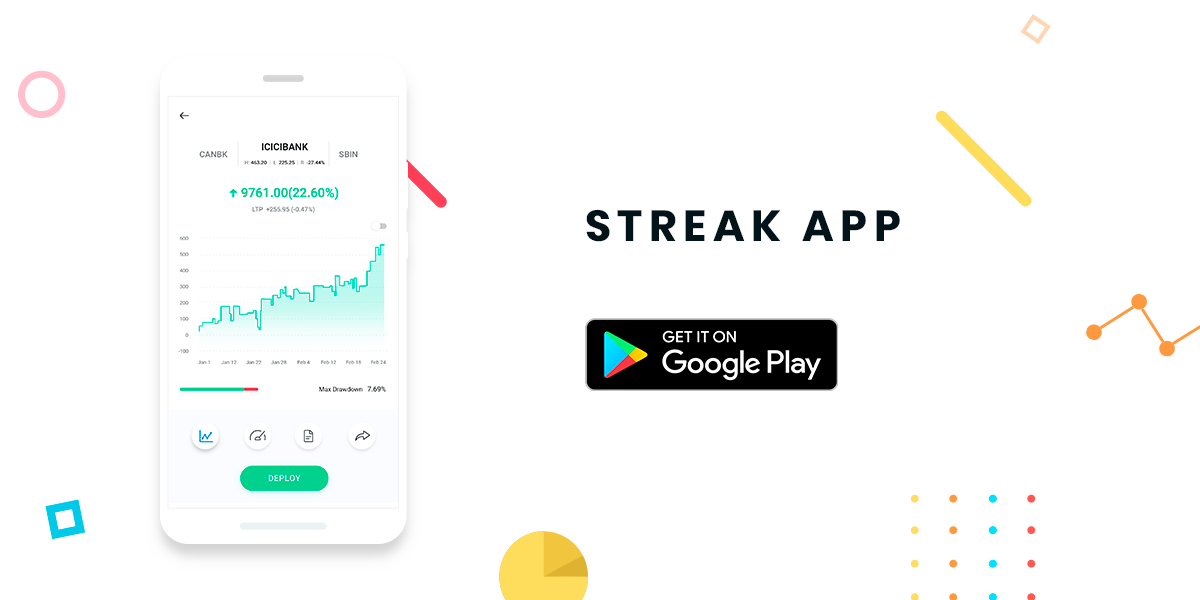 CANBK
ICICIBANK
SBIN
H: 463.20 | L: 225.25 | B: -27.44%
↑ 9761.00(22.60%)
LTP +255.95 (-0.47%)
600
500
400
300
200
100
0
-100
Jan 1 Jan 12 Jan 22 Jan 28 Feb 4 Feb 12 Feb 18 Feb 24
Max Drawdown 7.69%
DEPLOY
STREAK APP
GET IT ON
Google Play